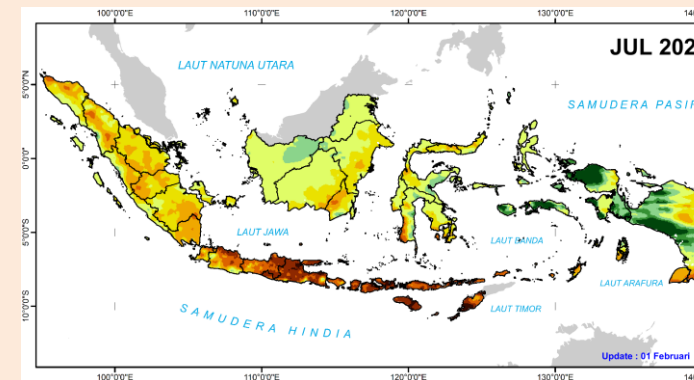 100°0'0"E 110°0'0"E 120°0'0"E 130°0'0"E
JUL 202
LAUT NATUNA UTARA
5°0'0"N
SAMUDERA PASIF
0°0'0"
LAUT JAWA
LAUT BANDA
5°0'0"S
LAUT ARAFURA
10°0'0"S
SAMUDERA HINDIA
LAUT TIMOR
Update : 01 Februari
100°0'0"E 110°0'0"E 120°0'0"E 130°0'0"E